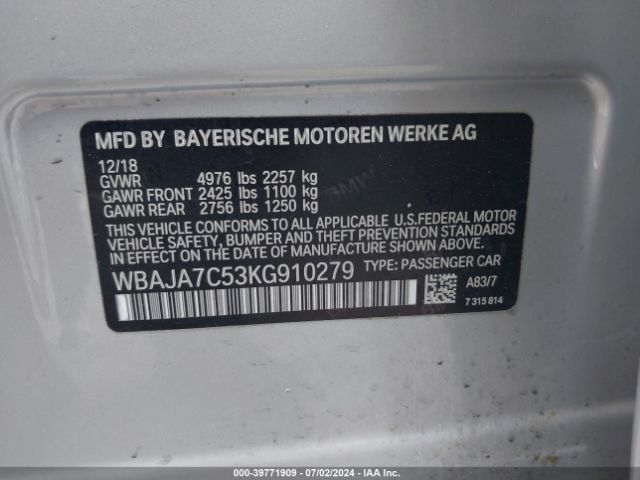 MFD BY BAYERISCHE MOTOREN WERKE AG
12/18
GVWR 4976 lbs 2257 kg
GAWR FRONT 2425 lbs 1100 kg
GAWR REAR 2756 lbs 1250 kg
THIS VEHICLE CONFORMS TO ALL APPLICABLE U.S.FEDERAL MOTOR
VEHICLE SAFETY, BUMPER AND THEFT PREVENTION STANDARDS
IN EFFECT ON THE DATE OF MANUFACTURE SHOWN ABOVE.
WBAJA7C53KG910279 TYPE: PASSENGER CAR
A83/7
7 315 814
000-39771909 / 07/02/2024 - IAA Inc.